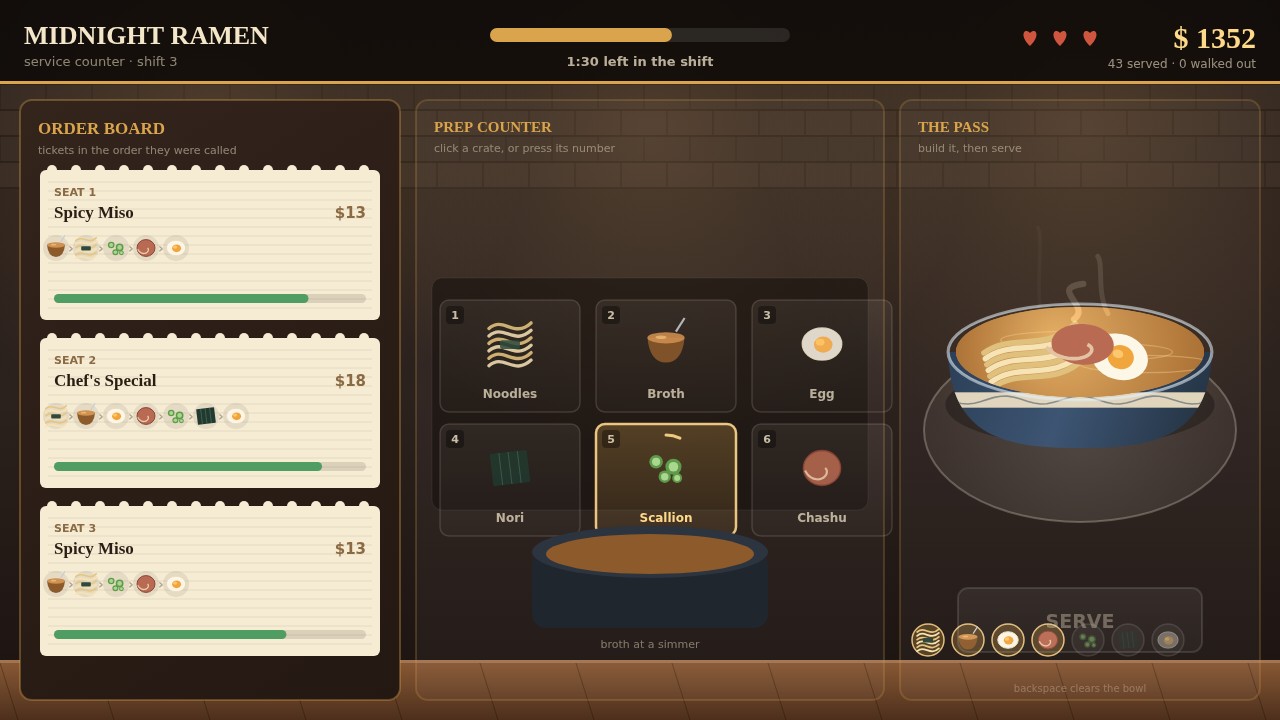 MIDNIGHT RAMEN
service counter · shift 3
1:30 left in the shift
$ 1352
43 served · 0 walked out
ORDER BOARD
tickets in the order they were called
SEAT 1
Spicy Miso
$13
SEAT 2
Chef's Special
$18
SEAT 3
Spicy Miso
$13
PREP COUNTER
click a crate, or press its number
1
Noodles
2
Broth
3
Egg
4
Nori
5
Scallion
6
Chashu
broth at a simmer
THE PASS
build it, then serve
SERVE
backspace clears the bowl